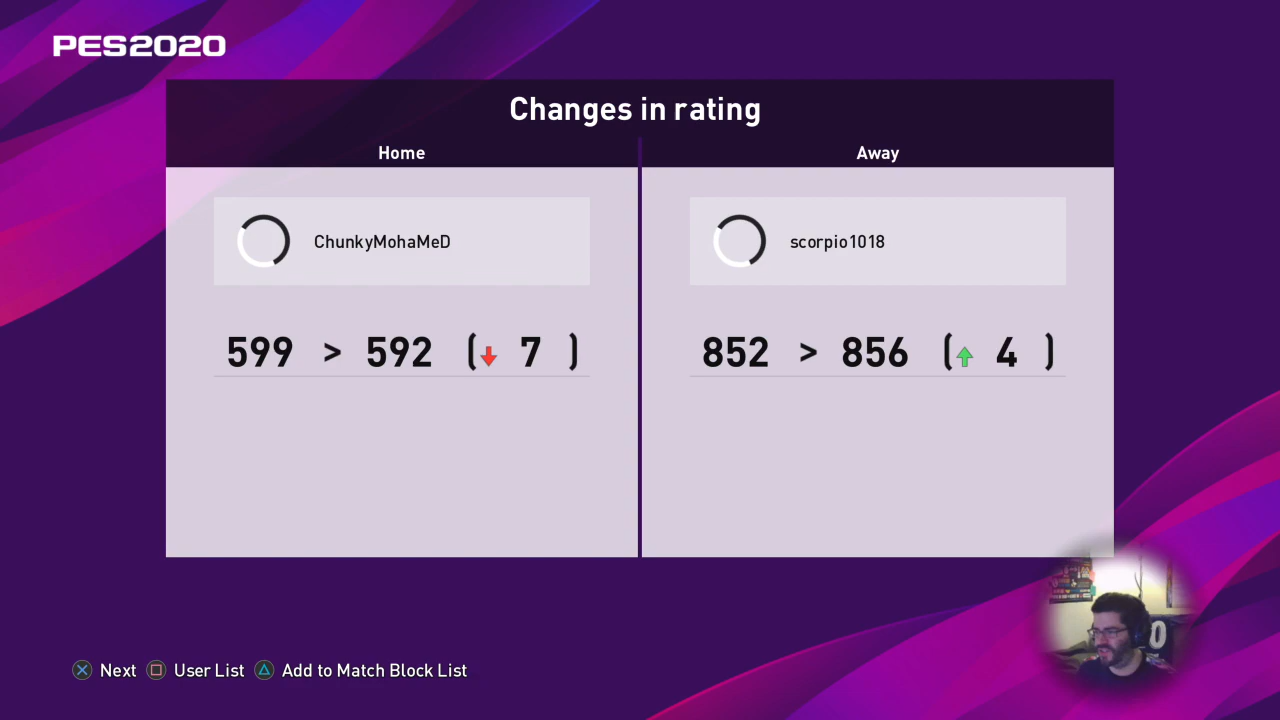 PES2020
Changes in rating
Home
Away
ChunkyMohaMeD
599 > 592 ( 7 )
scorpio1018
852 > 856 ( 4 )
Next User List Add to Match Block List